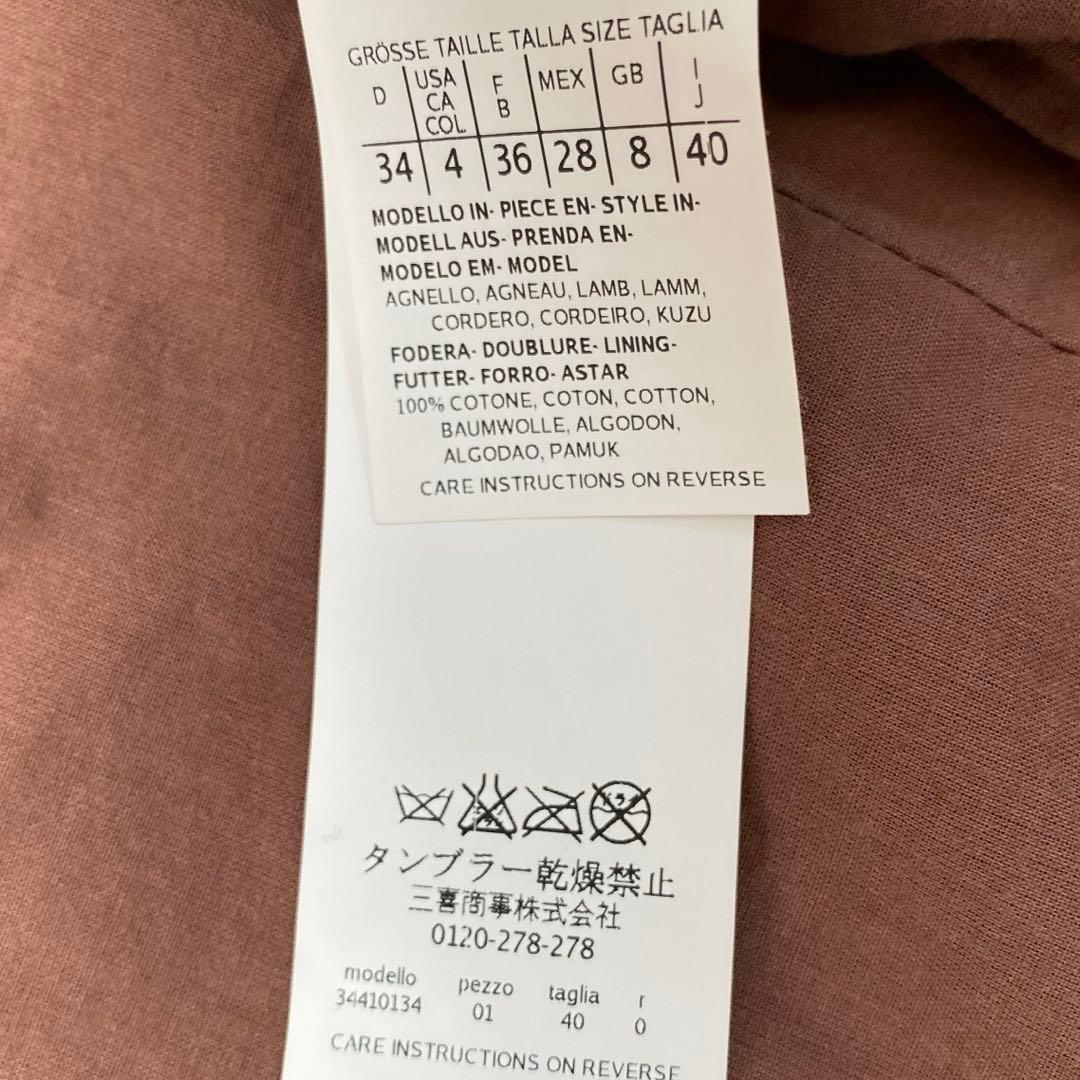 GRÖSSE TAILLE TALLA SIZE TAGLIA
D USA CA COL. F B MEX GB I J
34 4 36 28 8 40
MODELLO IN- PIECE EN- STYLE IN-
MODELL AUS- PRENDA EN-
MODELO EM- MODEL
AGNELLO, AGNEAU, LAMB, LAMM,
CORDERO, CORDEIRO, KUZU
FODERA- DOUBLURE- LINING-
FUTTER- FORRO- ASTAR
100% COTONE, COTON, COTTON,
BAUMWOLLE, ALGODON,
ALGODAO, PAMUK
CARE INSTRUCTIONS ON REVERSE
タンブラー乾燥禁止
三喜商事株式会社
0120-278-278
modello pezzo taglia r
34410134 01 40 0
CARE INSTRUCTIONS ON REVERSE